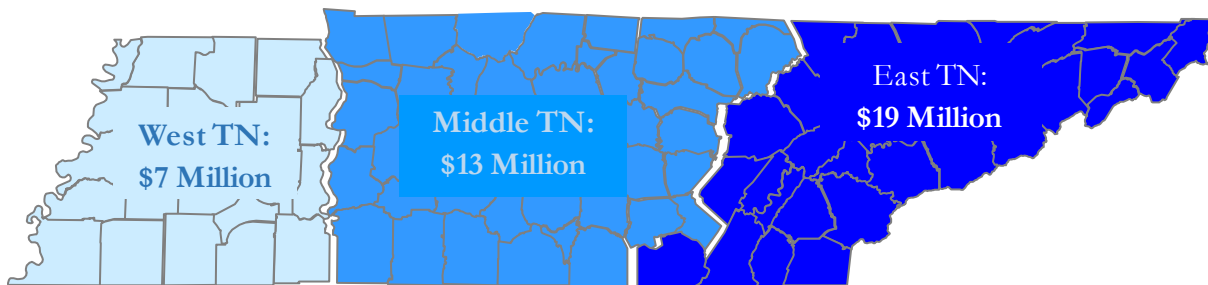 West TN:
$7 Million
Middle TN:
$13 Million
East TN:
$19 Million